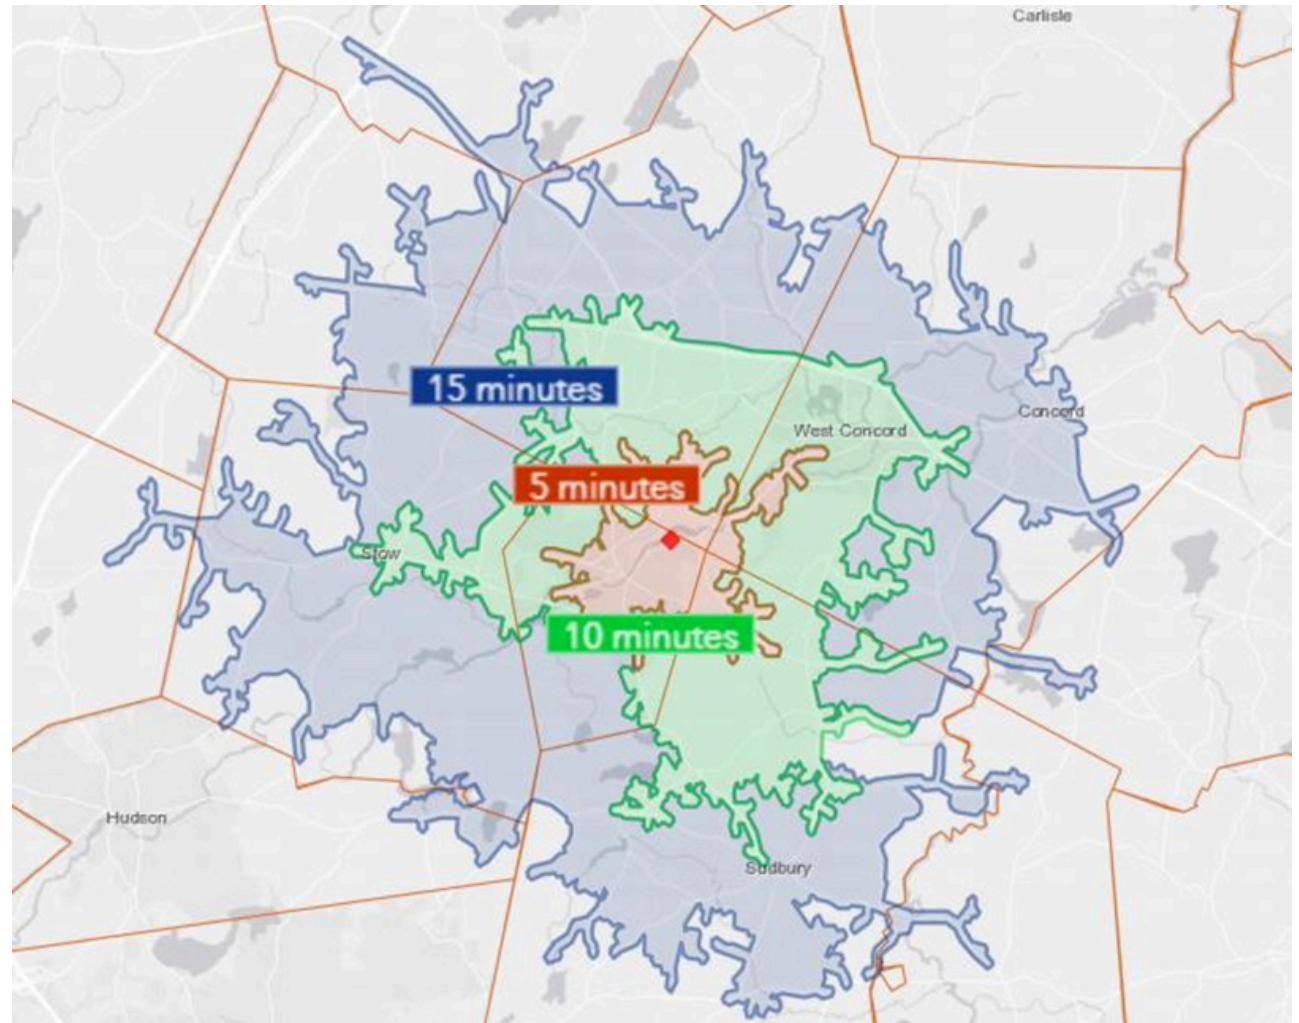 Carlisle
15 minutes
Concord
West Concord
5 minutes
Stow
10 minutes
Hudson
Sudbury